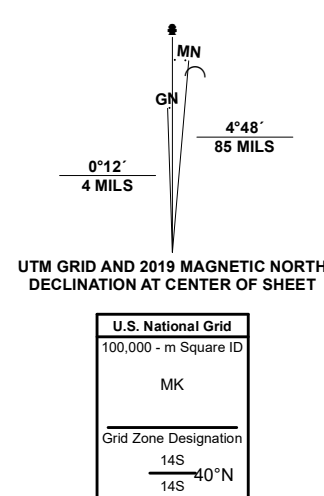 MN
GN
4°48´
85 MILS
0°12´
4 MILS
UTM GRID AND 2019 MAGNETIC NORTH
DECLINATION AT CENTER OF SHEET
U.S. National Grid
100,000 - m Square ID
MK
Grid Zone Designation
14S
40°N
14S